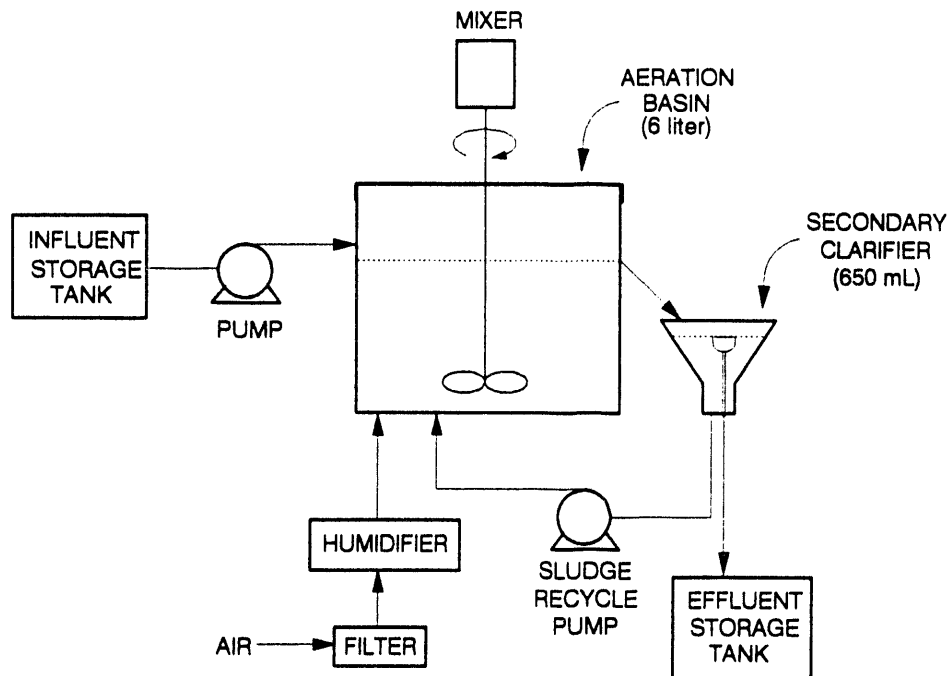 MIXER
AERATION
BASIN
(6 liter)
INFLUENT
STORAGE
TANK
PUMP
SECONDARY
CLARIFIER
(650 mL)
HUMIDIFIER
AIR
FILTER
SLUDGE
RECYCLE
PUMP
EFFLUENT
STORAGE
TANK